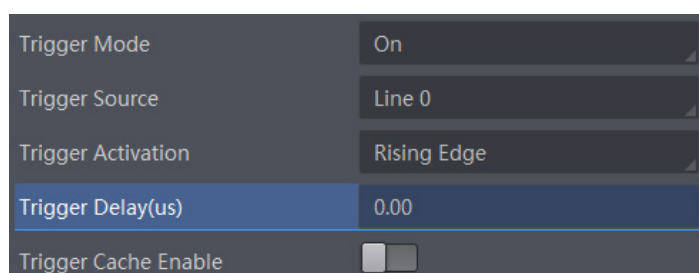 Trigger Mode On
Trigger Source Line 0
Trigger Activation Rising Edge
Trigger Delay(us) 0.00
Trigger Cache Enable